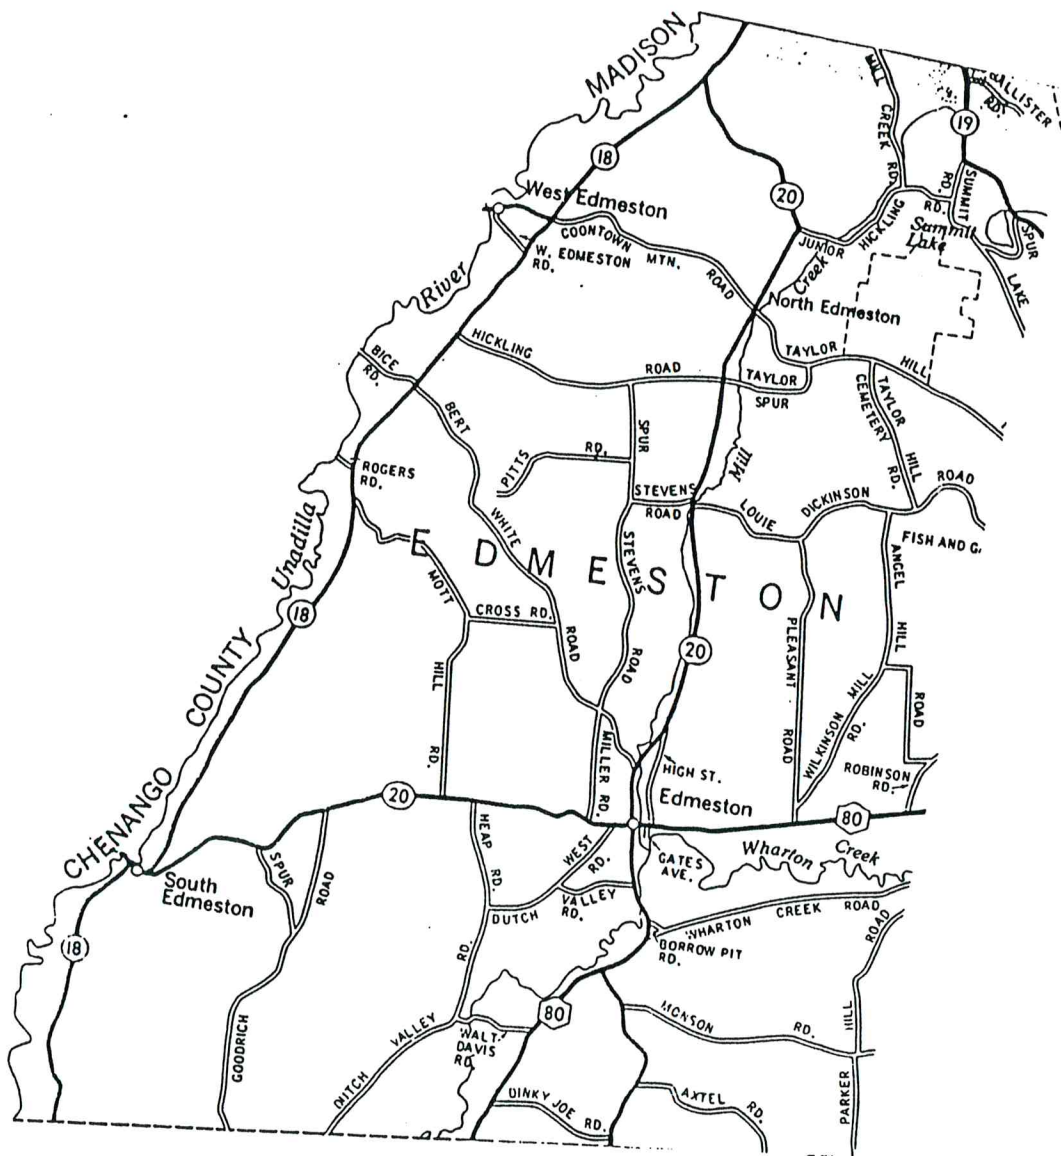 MADISON
MILL CREEK RD.
RD.
19
18
20
SUMMIT RD.
West Edmeston
COONTOWN MTN. ROAD
W. EDMESTON
RD.
JUNIOR
HICKLING
RD.
Summit
Lake
SPUR
LAKE
Creek
River
North Edmeston
HICKLING ROAD
TAYLOR HILL
TAYLOR
SPUR
BICE
RD.
BERT WHITE ROAD
SPUR
PITTS RD.
TAYLOR HILL RD.
CEMETERY
Mill
ROGERS
RD.
STEVENS
ROAD
LOUIE DICKINSON ROAD
FISH AND G.
Unadilla
EDMESTON
MOTT HILL RD.
CROSS RD.
STEVENS ROAD
18
20
PLEASANT ROAD
ANGEL HILL ROAD
WILKINSON MILL
RD.
COUNTY
CHENANGO
MILLER RD.
HIGH ST.
Edmeston
ROBINSON
RD.
20
80
South
Edmeston
SPUR
ROAD
HEAP RD.
WEST
RD.
GATES
AVE.
Wharton Creek
DUTCH VALLEY
RD.
WHARTON CREEK ROAD
BORROW PIT
RD.
18
GOODRICH
DUTCH VALLEY RD.
80
WALT
DAVIS
RD.
MONSON RD.
PARKER HILL ROAD
DINKY JOE RD.
AXTEL RD.